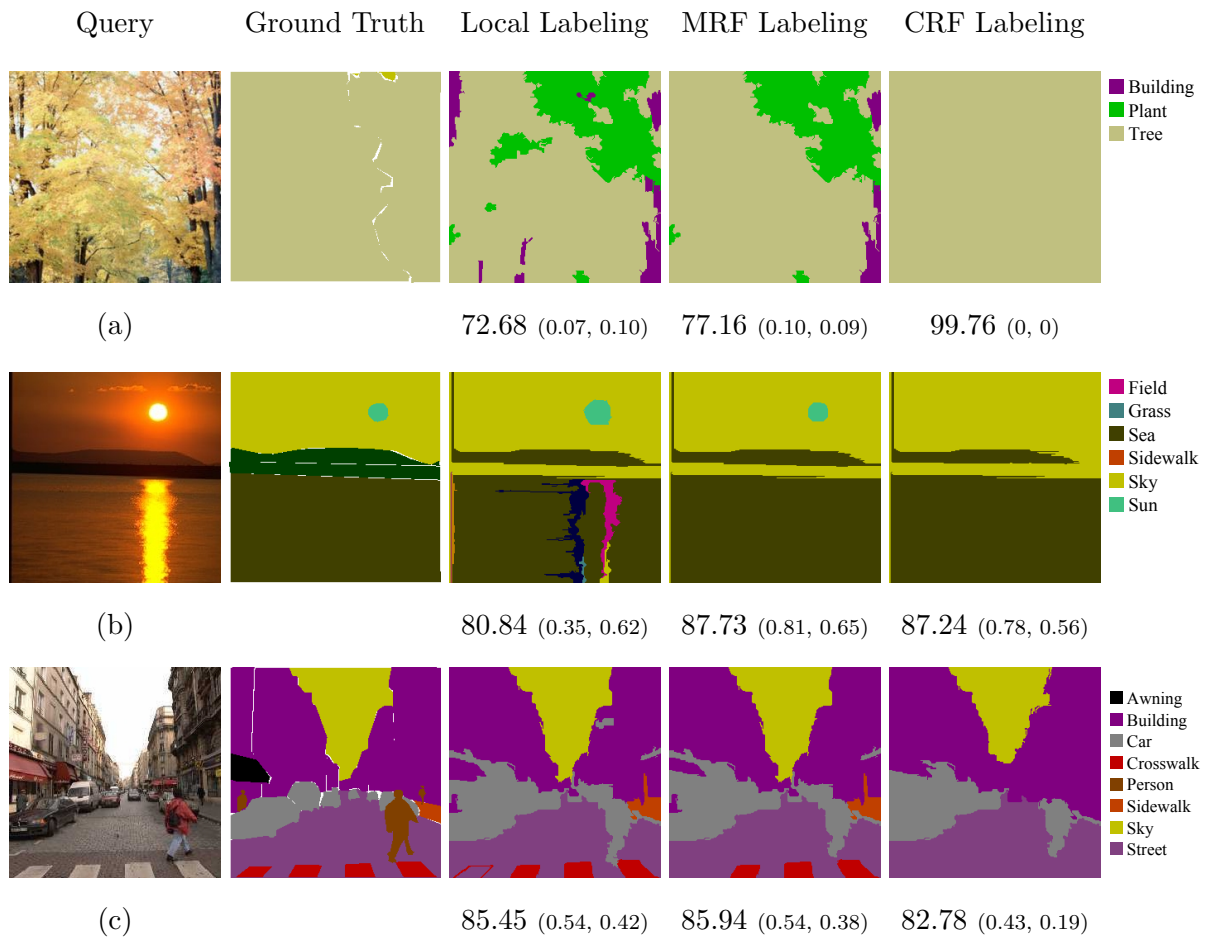 Query Ground Truth Local Labeling MRF Labeling CRF Labeling
Building
Plant
Tree
(a) 72.68 (0.07, 0.10) 77.16 (0.10, 0.09) 99.76 (0, 0)
Field
Grass
Sea
Sidewalk
Sky
Sun
(b) 80.84 (0.35, 0.62) 87.73 (0.81, 0.65) 87.24 (0.78, 0.56)
Awning
Building
Car
Crosswalk
Person
Sidewalk
Sky
Street
(c) 85.45 (0.54, 0.42) 85.94 (0.54, 0.38) 82.78 (0.43, 0.19)